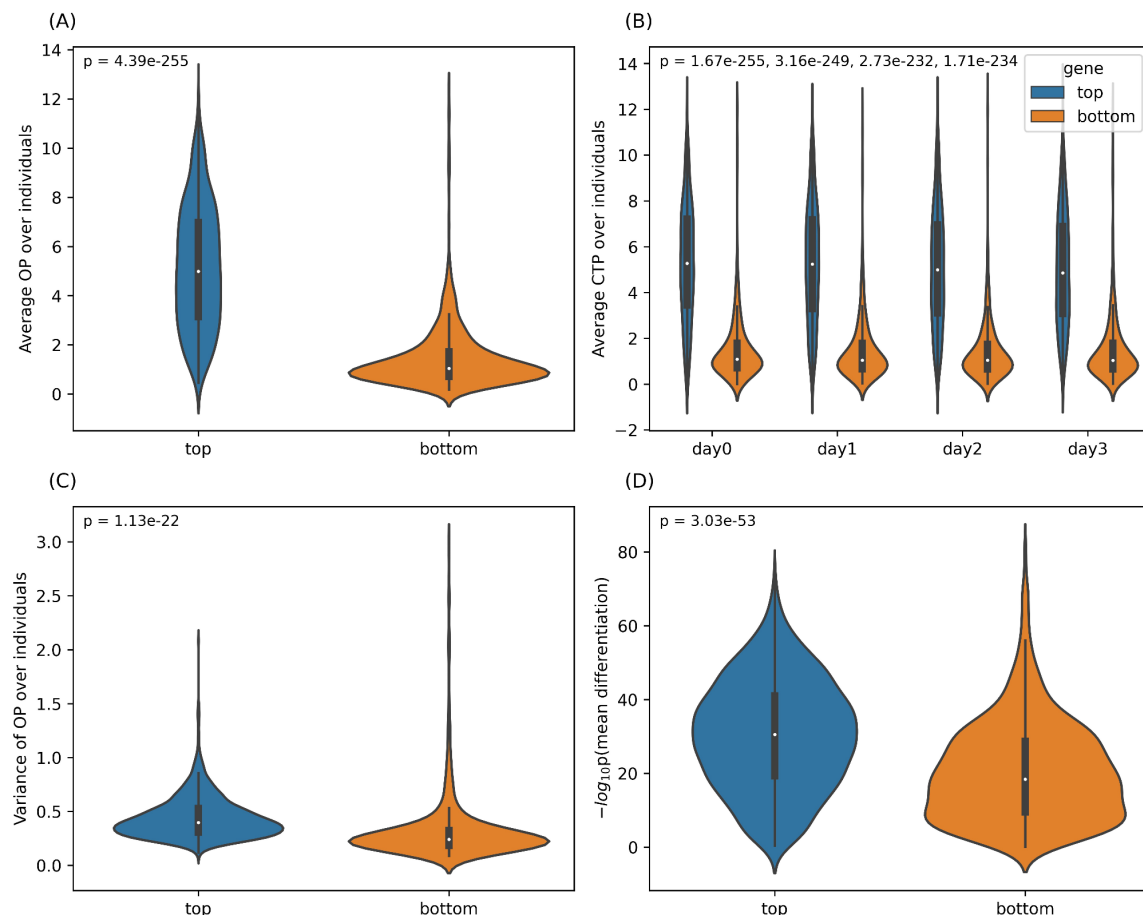 (A)
p = 4.39e-255
14
12
10
8
6
4
2
0
Average OP over individuals
top
bottom
(B)
p = 1.67e-255, 3.16e-249, 2.73e-232, 1.71e-234
gene
top
bottom
14
12
10
8
6
4
2
0
−2
Average CTP over individuals
day0
day1
day2
day3
(C)
p = 1.13e-22
3.0
2.5
2.0
1.5
1.0
0.5
0.0
Variance of OP over individuals
top
bottom
(D)
p = 3.03e-53
80
60
40
20
0
−log10p(mean differentiation)
top
bottom